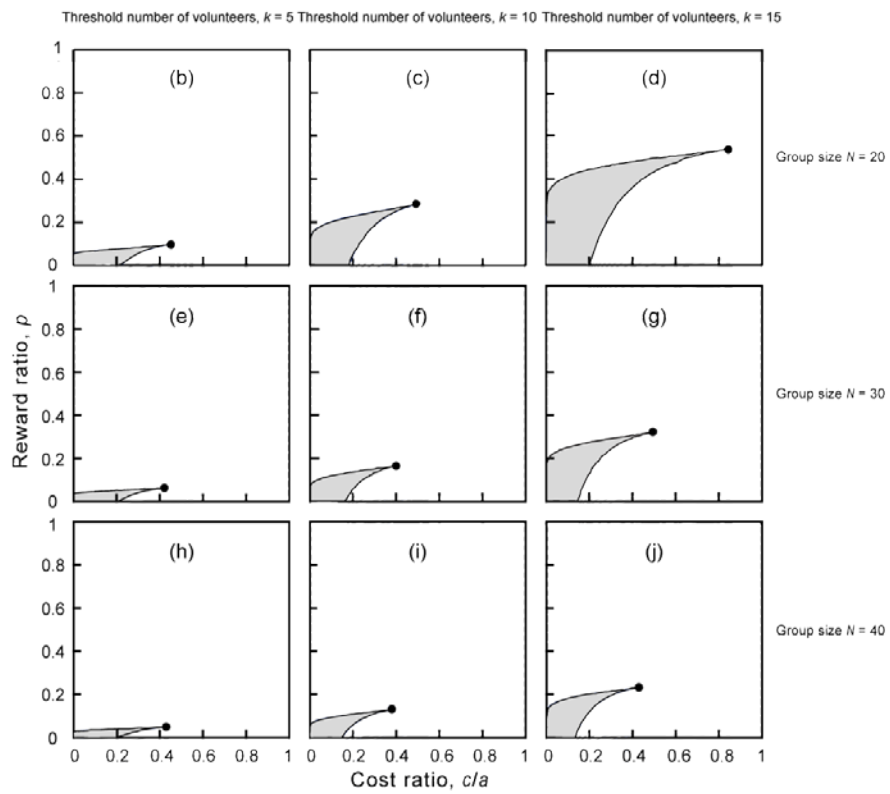 Threshold number of volunteers, k = 5 Threshold number of volunteers, k = 10 Threshold number of volunteers, k = 15
1
0.8
0.6
0.4
0.2
0
(b)
(c)
(d)
Group size N = 20
1
0.8
0.6
0.4
0.2
0
(e)
(f)
(g)
Group size N = 30
Reward ratio, p
1
0.8
0.6
0.4
0.2
0
(h)
(i)
(j)
Group size N = 40
0 0.2 0.4 0.6 0.8 1
0 0.2 0.4 0.6 0.8 1
0 0.2 0.4 0.6 0.8 1
Cost ratio, c/a